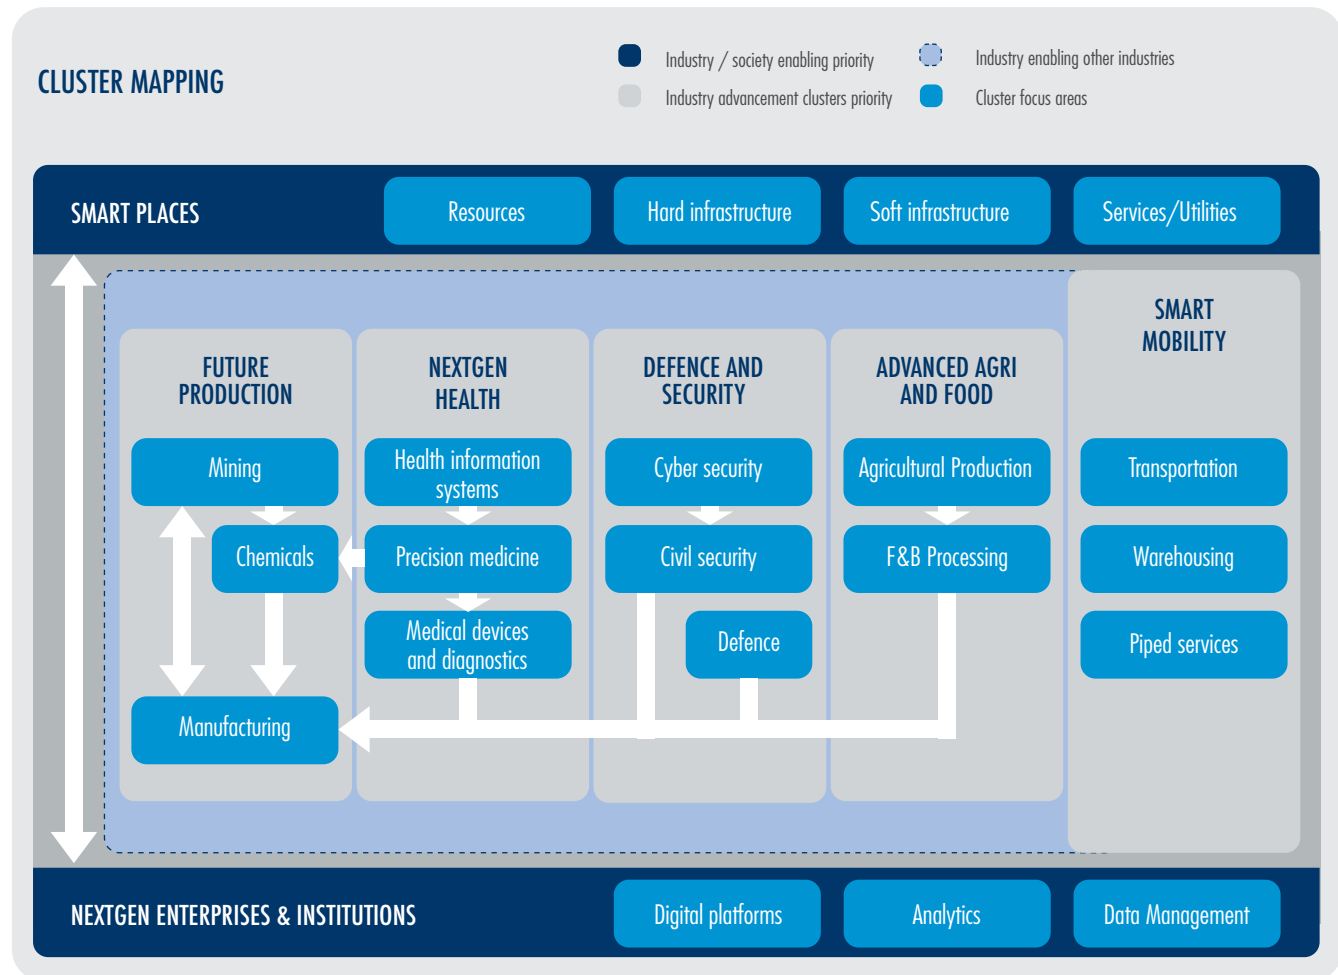 CLUSTER MAPPING
Industry / society enabling priority
Industry enabling other industries
Industry advancement clusters priority
Cluster focus areas
SMART PLACES
Resources
Hard infrastructure
Soft infrastructure
Services/Utilities
FUTURE
PRODUCTION
Mining
Chemicals
Manufacturing
NEXTGEN
HEALTH
Health information
systems
Precision medicine
Medical devices
and diagnostics
DEFENCE AND
SECURITY
Cyber security
Civil security
Defence
ADVANCED AGRI
AND FOOD
Agricultural Production
F&B Processing
SMART
MOBILITY
Transportation
Warehousing
Piped services
NEXTGEN ENTERPRISES & INSTITUTIONS
Digital platforms
Analytics
Data Management